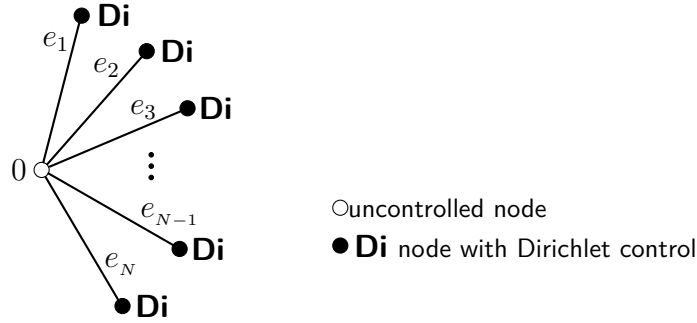 Di
e₁
Di
e₂
e₃
Di
0
⋮
e_{N−1}
Di
e_N
Di
uncontrolled node
Di node with Dirichlet control